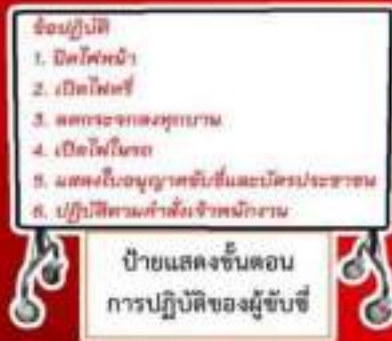 ข้อปฏิบัติ
1. ปิดไฟหน้า
2. เปิดไฟหรี่
3. ลดกระจกลงทุกบาน
4. เปิดไฟในรถ
5. แสดงใบอนุญาตขับขี่และบัตรประชาชน
6. ปฏิบัติตามคำสั่งเจ้าพนักงาน
ป้ายแสดงขั้นตอน
การปฏิบัติของผู้ขับขี่